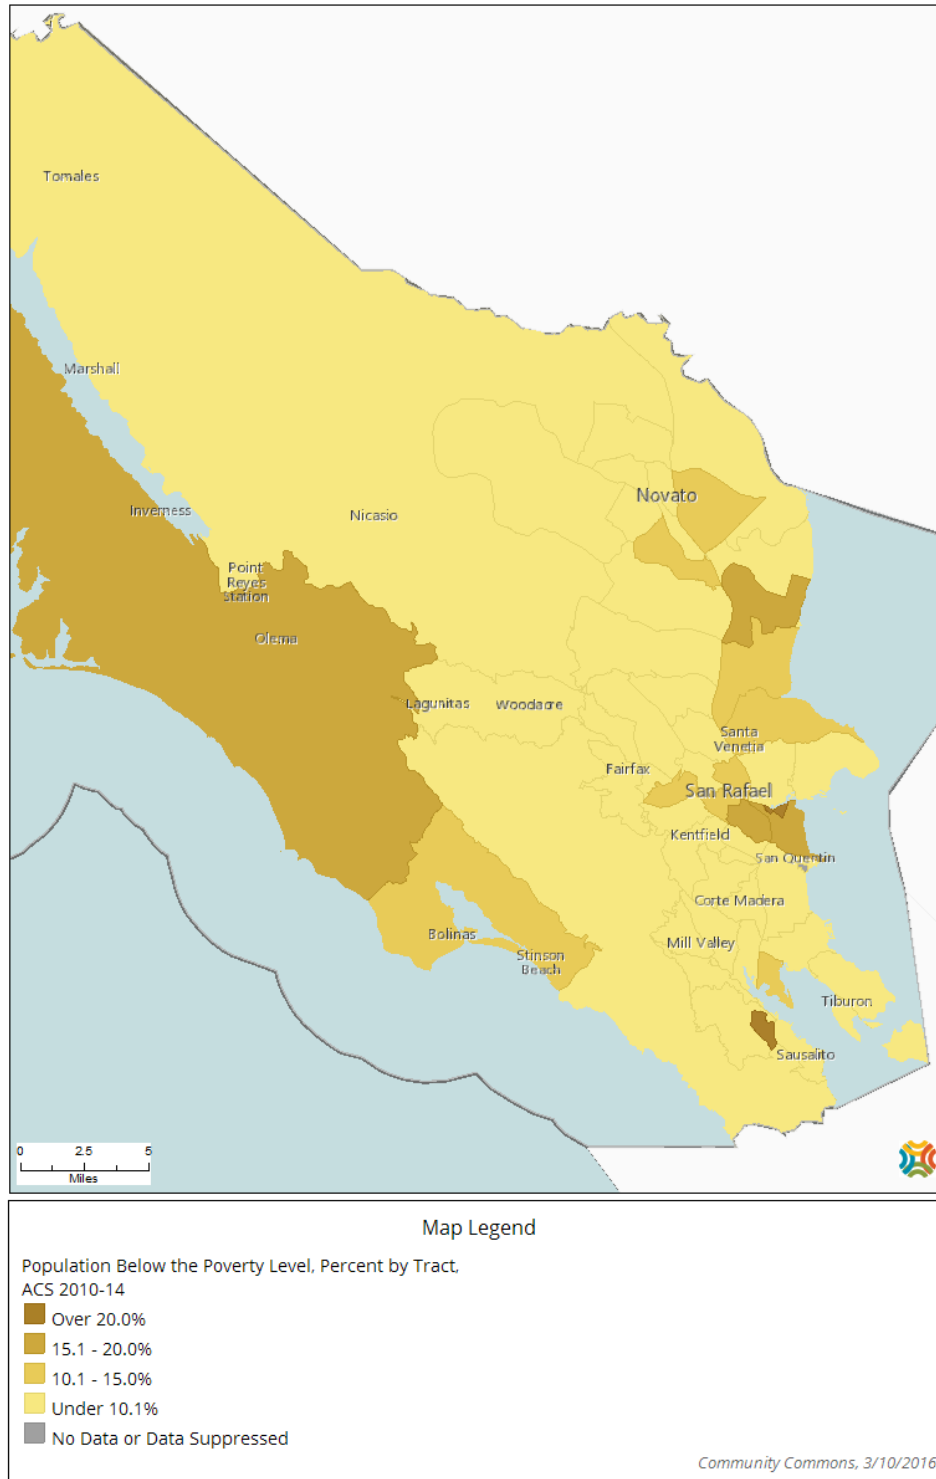 Tomales
Marshall
Inverness
Nicasio
Novato
Point
Reyes
Station
Olema
Lagunitas
Woodacre
Santa
Venetia
Fairfax
San Rafael
Kentfield
San Quentin
Corte Madera
Bolinas
Mill Valley
Stinson
Beach
Tiburon
Sausalito
0 2.5 5
Miles
Map Legend
Population Below the Poverty Level, Percent by Tract,
ACS 2010-14
Over 20.0%
15.1 - 20.0%
10.1 - 15.0%
Under 10.1%
No Data or Data Suppressed
Community Commons, 3/10/2016